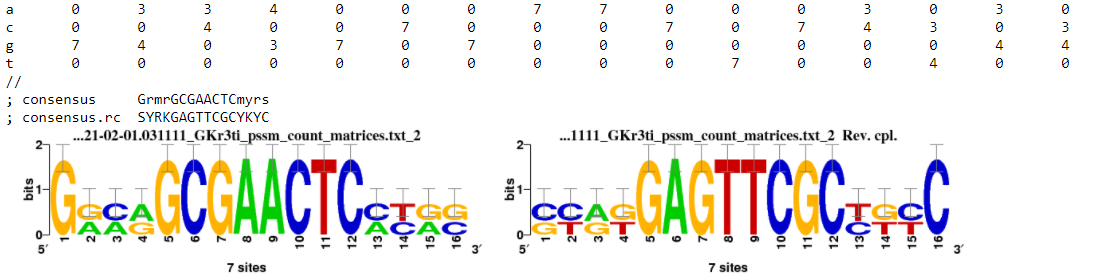 a 0 3 3 4 0 0 0 7 7 0 0 0 3 0 3 0
c 0 0 4 0 0 7 0 0 0 7 0 7 4 3 0 3
g 7 4 0 3 7 0 7 0 0 0 0 0 0 0 4 4
t 0 0 0 0 0 0 0 0 0 0 7 0 0 4 0 0
//
; consensus GrmrGCGAACTCmyrs
; consensus.rc SYRKGAGTTCGCYKYC
...21-02-01.031111_GKr3ti_pssm_count_matrices.txt_2
2
bits
1
0
GGCAGCGAACTCCTGG
AAGACAC
5′ 1 2 3 4 5 6 7 8 9 10 11 12 13 14 15 16 3′
7 sites
...1111_GKr3ti_pssm_count_matrices.txt_2 Rev. cpl.
2
bits
1
0
CCAGGAGTTCGCTGCC
GTGTCTT
5′ 1 2 3 4 5 6 7 8 9 10 11 12 13 14 15 16 3′
7 sites